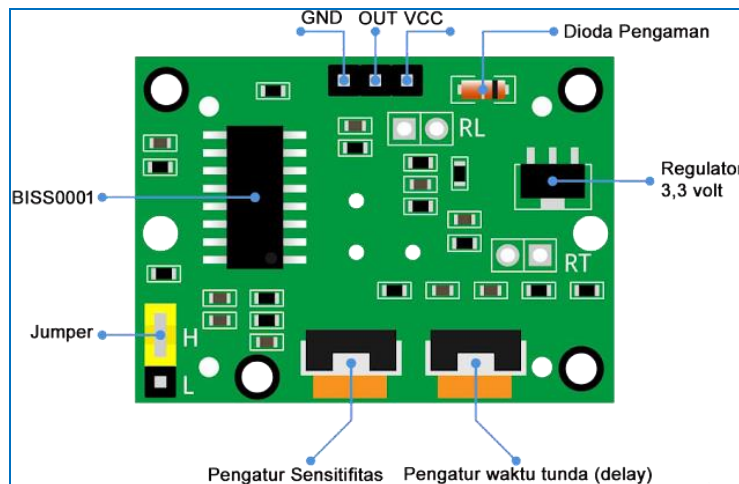 GND OUT VCC
Dioda Pengaman
RL
BISS0001
Regulator
3,3 volt
RT
Jumper
H
L
Pengatur Sensitifitas
Pengatur waktu tunda (delay)